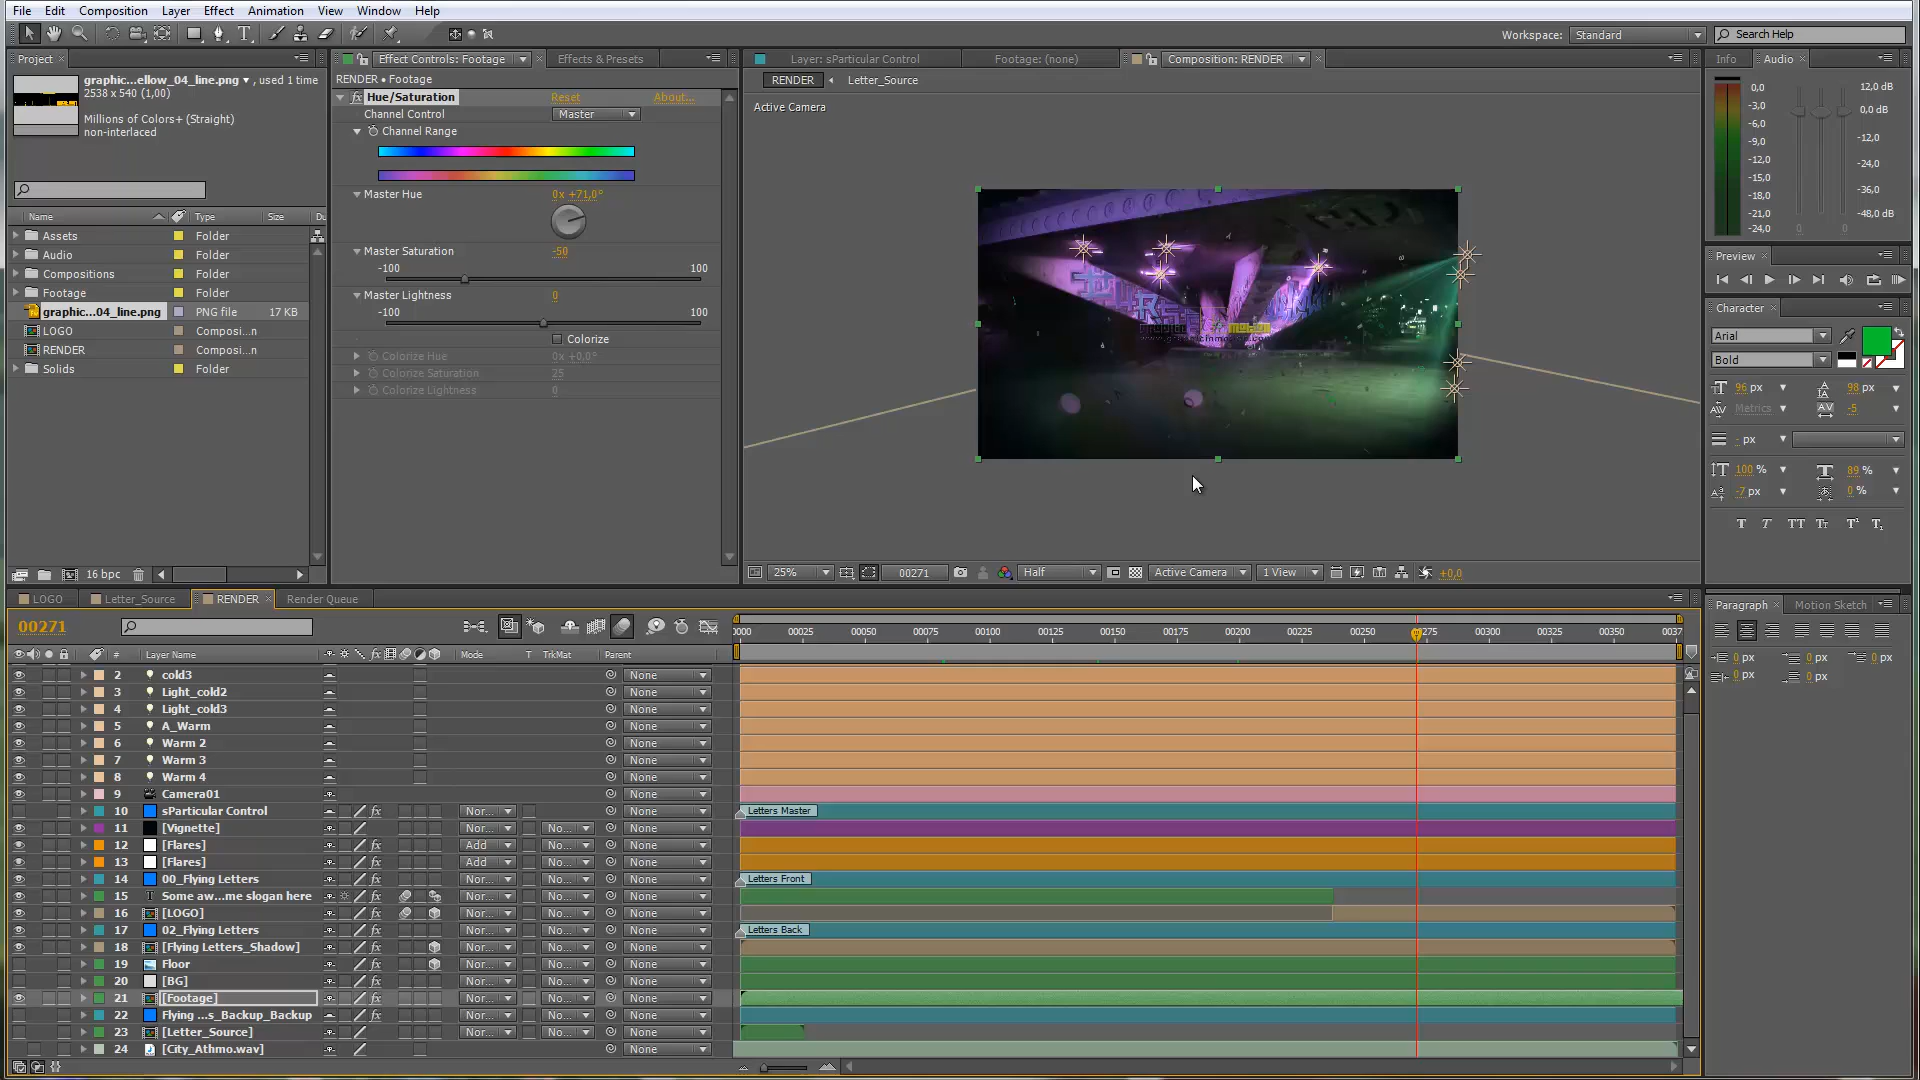 File Edit Composition Layer Effect Animation View Window Help
Workspace: Standard
Search Help
Project
Effect Controls: Footage
Effects & Presets
Layer: sParticular Control
Footage: (none)
Composition: RENDER
Info
Audio
graphic...ellow_04_line.png , used 1 time
2538 x 540 (1,00)
Millions of Colors+ (Straight)
non-interlaced
RENDER • Footage
Hue/Saturation Reset About...
Channel Control Master
Channel Range
Master Hue 0x +71,0°
Master Saturation -50
-100 100
Master Lightness 0
-100 100
Colorize
Colorize Hue 0x +0,0°
Colorize Saturation 25
Colorize Lightness 0
Name Type Size Du
Assets Folder
Audio Folder
Compositions Folder
Footage Folder
graphic...04_line.png PNG file 17 KB
LOGO Composi...n
RENDER Composi...n
Solids Folder
16 bpc
RENDER Letter_Source
Active Camera
25% 00271 Half Active Camera 1 View +0,0
0,0 12,0 dB
-3,0 0,0 dB
-6,0
-9,0 -12,0
-12,0 -24,0
-15,0
-18,0 -36,0
-21,0 -48,0 dB
-24,0 0 0
Preview
Character
Arial
Bold
96 px 98 px
Metrics -5
- px
100 % 89 %
-7 px 0 %
T T TT Tr T¹ T₁
Paragraph Motion Sketch
0 px 0 px 0 px
0 px 0 px
LOGO Letter_Source RENDER Render Queue
00271
0000 00025 00050 00075 00100 00125 00150 00175 00200 00225 00250 00275 00300 00325 00350 0037
# Layer Name Mode T TrkMat Parent
2 cold3 None
3 Light_cold2 None
4 Light_cold3 None
5 A_Warm None
6 Warm 2 None
7 Warm 3 None
8 Warm 4 None
9 Camera01 None
10 sParticular Control Nor... None Letters Master
11 [Vignette] Nor... No... None
12 [Flares] Add No... None
13 [Flares] Add No... None
14 00_Flying Letters Nor... No... None Letters Front
15 Some aw...me slogan here Nor... No... None
16 [LOGO] Nor... No... None
17 02_Flying Letters Nor... No... None Letters Back
18 [Flying Letters_Shadow] Nor... No... None
19 Floor Nor... No... None
20 [BG] Nor... No... None
21 [Footage] Nor... No... None
22 Flying ...s_Backup_Backup Nor... No... None
23 [Letter_Source] Nor... No... None
24 [City_Athmo.wav] None